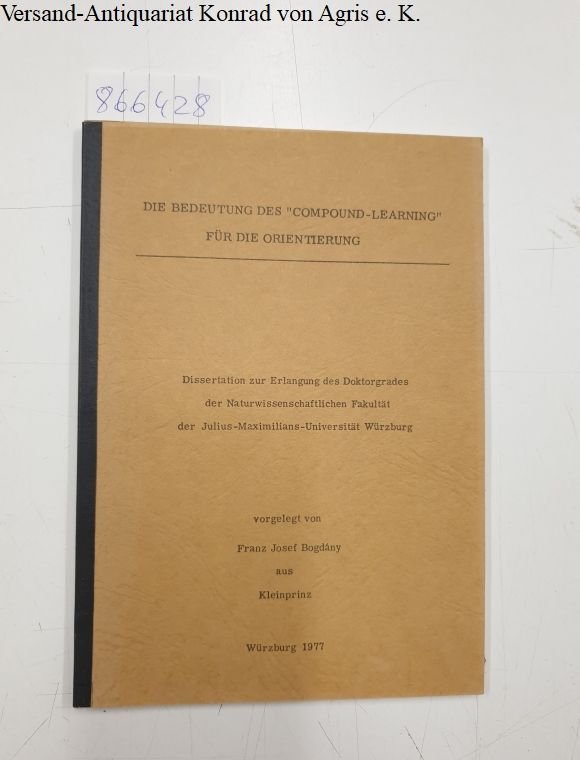 Versand-Antiquariat Konrad von Agris e. K.
866428
DIE BEDEUTUNG DES "COMPOUND-LEARNING"
FÜR DIE ORIENTIERUNG
Dissertation zur Erlangung des Doktorgrades
der Naturwissenschaftlichen Fakultät
der Julius-Maximilians-Universität Würzburg
vorgelegt von
Franz Josef Bogdány
aus
Kleinprinz
Würzburg 1977